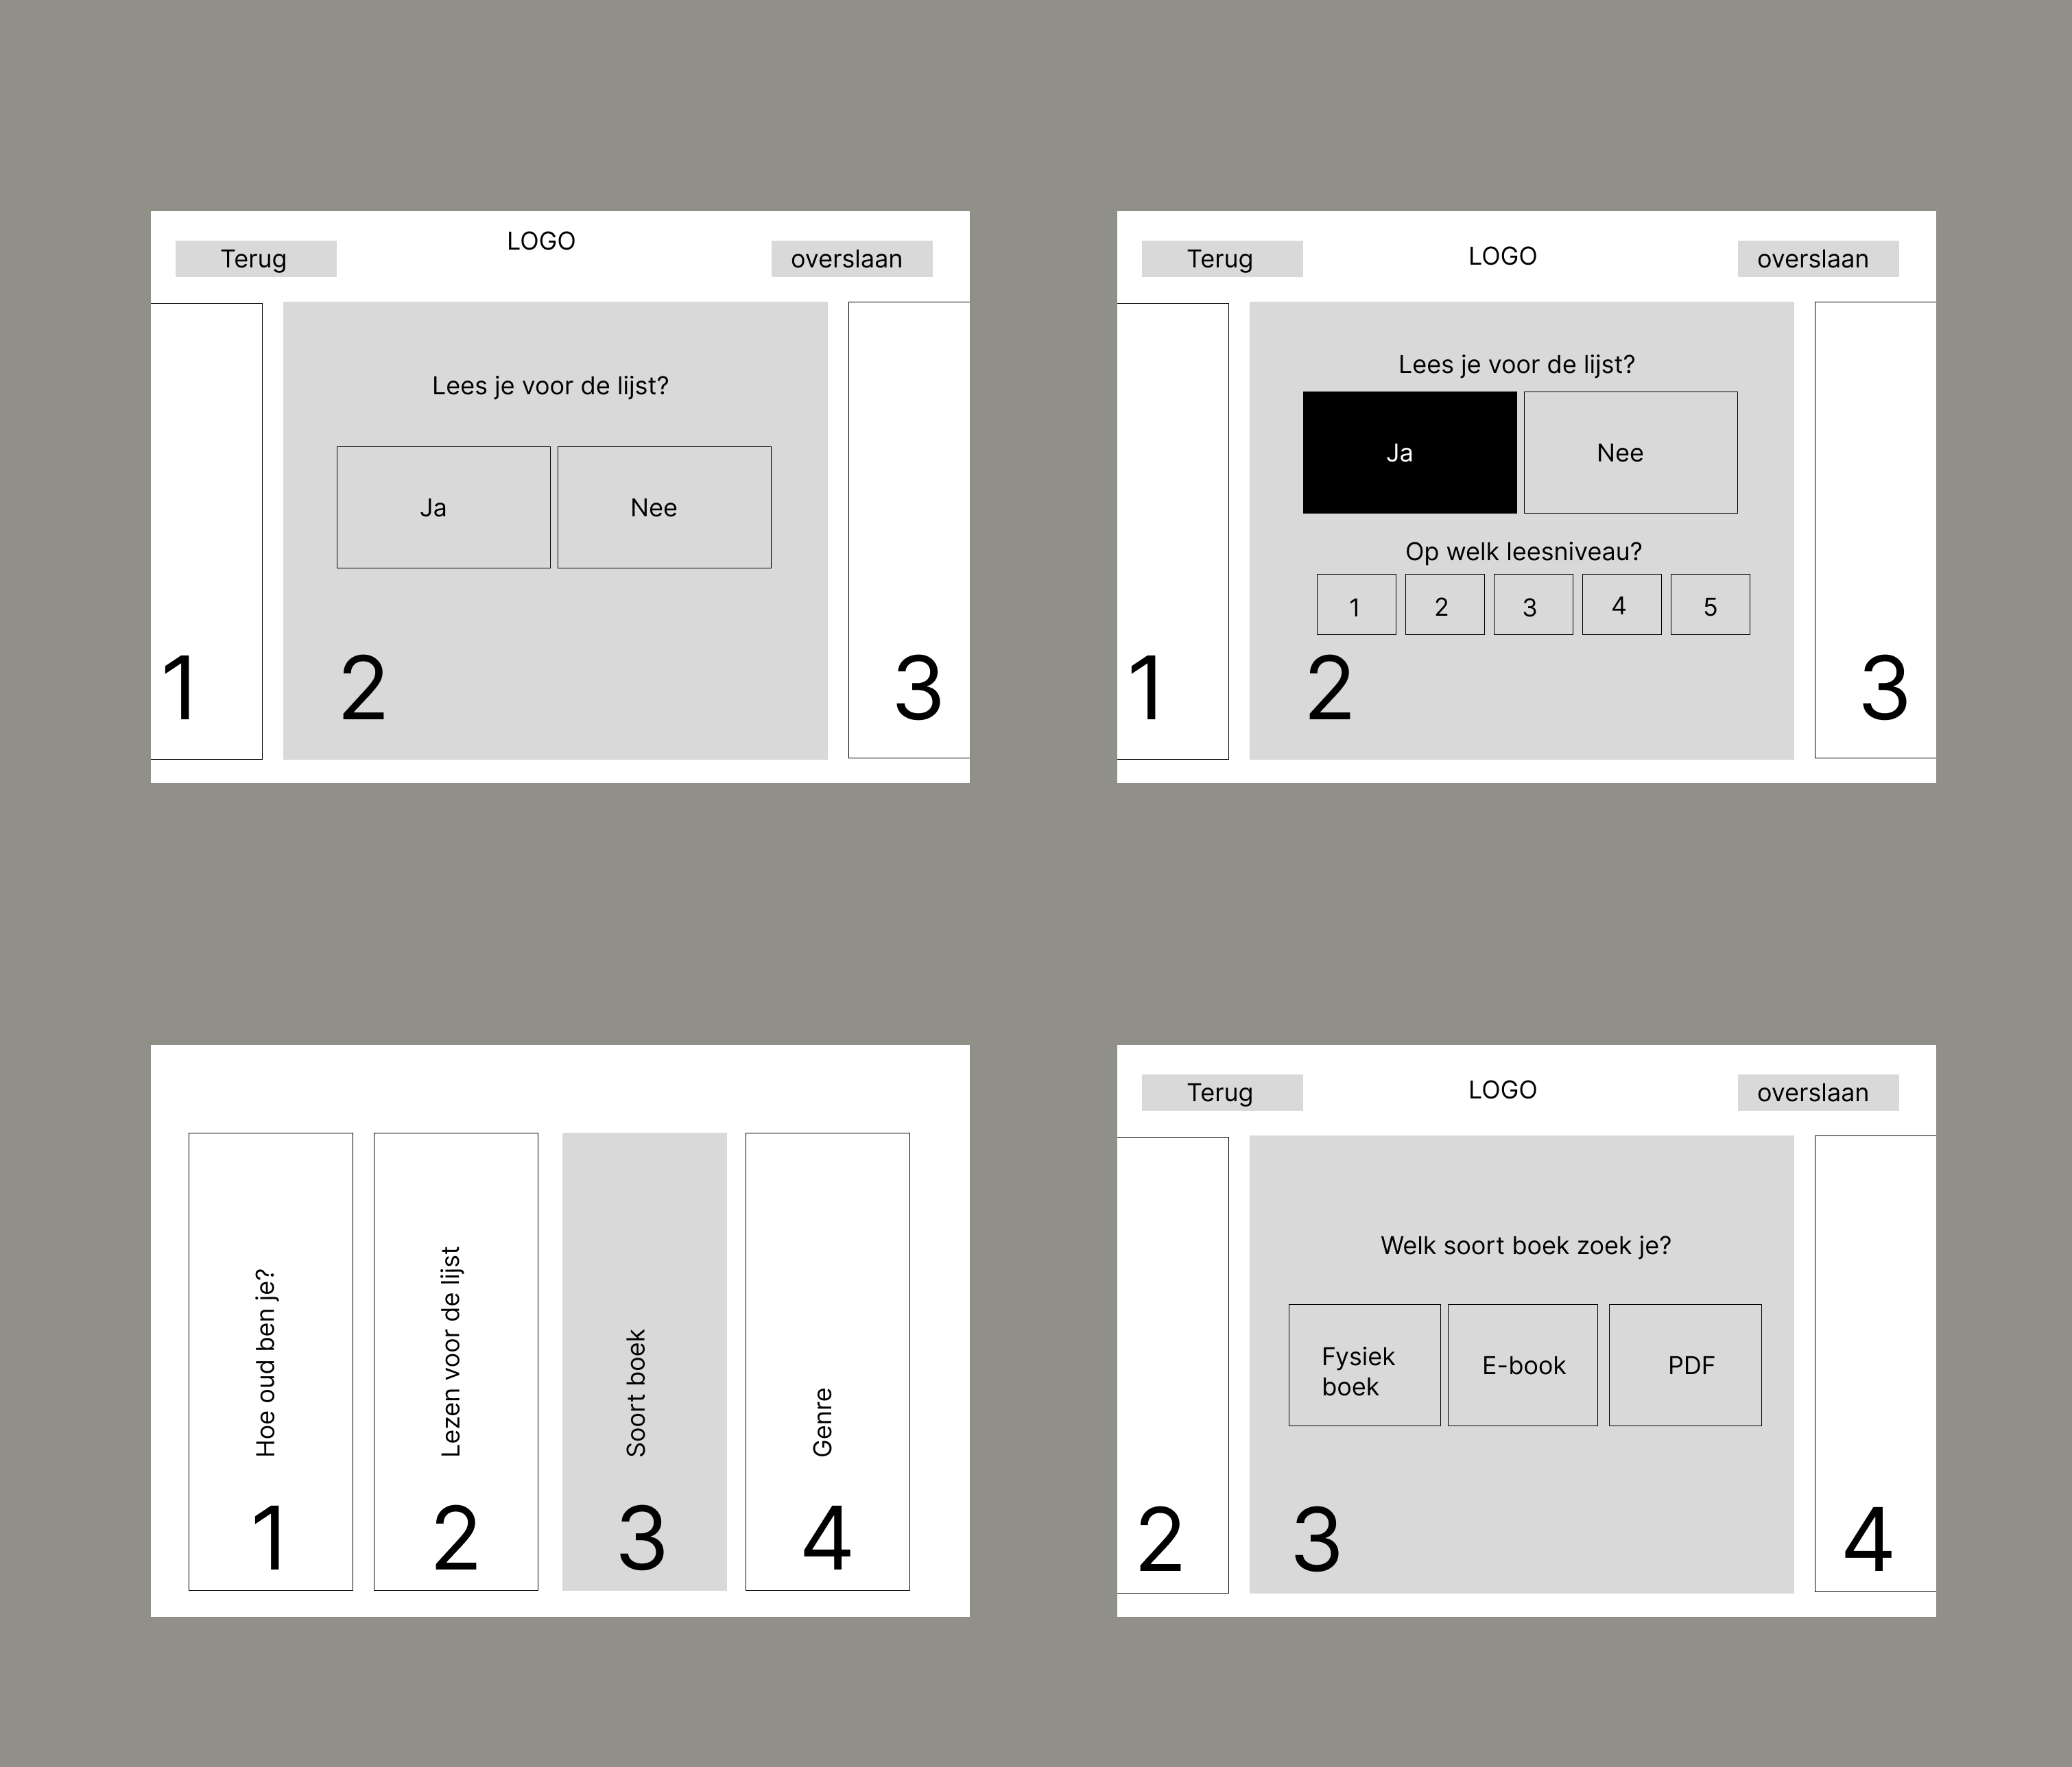 Terug
LOGO
overslaan
Lees je voor de lijst?
Ja
Nee
1
2
3
Terug
LOGO
overslaan
Lees je voor de lijst?
Ja
Nee
Op welk leesniveau?
1
2
3
4
5
1
2
3
Hoe oud ben je?
1
Lezen voor de lijst
2
Soort boek
3
Genre
4
Terug
LOGO
overslaan
Welk soort boek zoek je?
Fysiek
boek
E-book
PDF
2
3
4